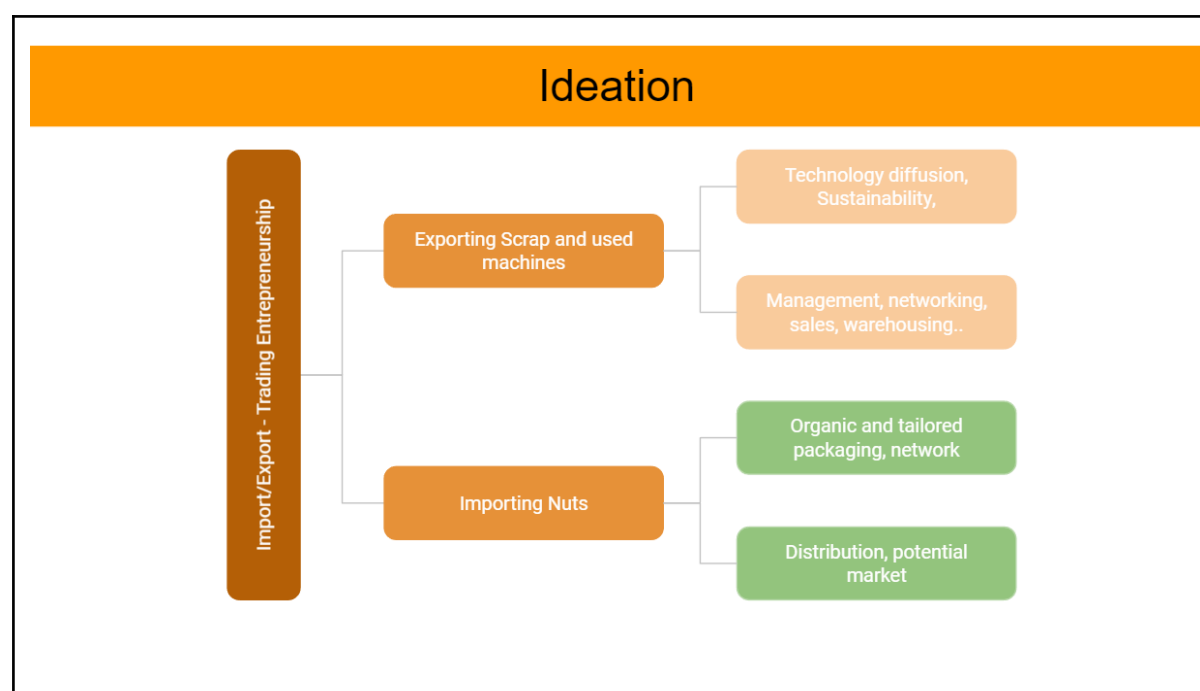 Ideation
Import/Export - Trading Entrepreneurship
Exporting Scrap and used
machines
Technology diffusion,
Sustainability,
Management, networking,
sales, warehousing..
Importing Nuts
Organic and tailored
packaging, network
Distribution, potential
market